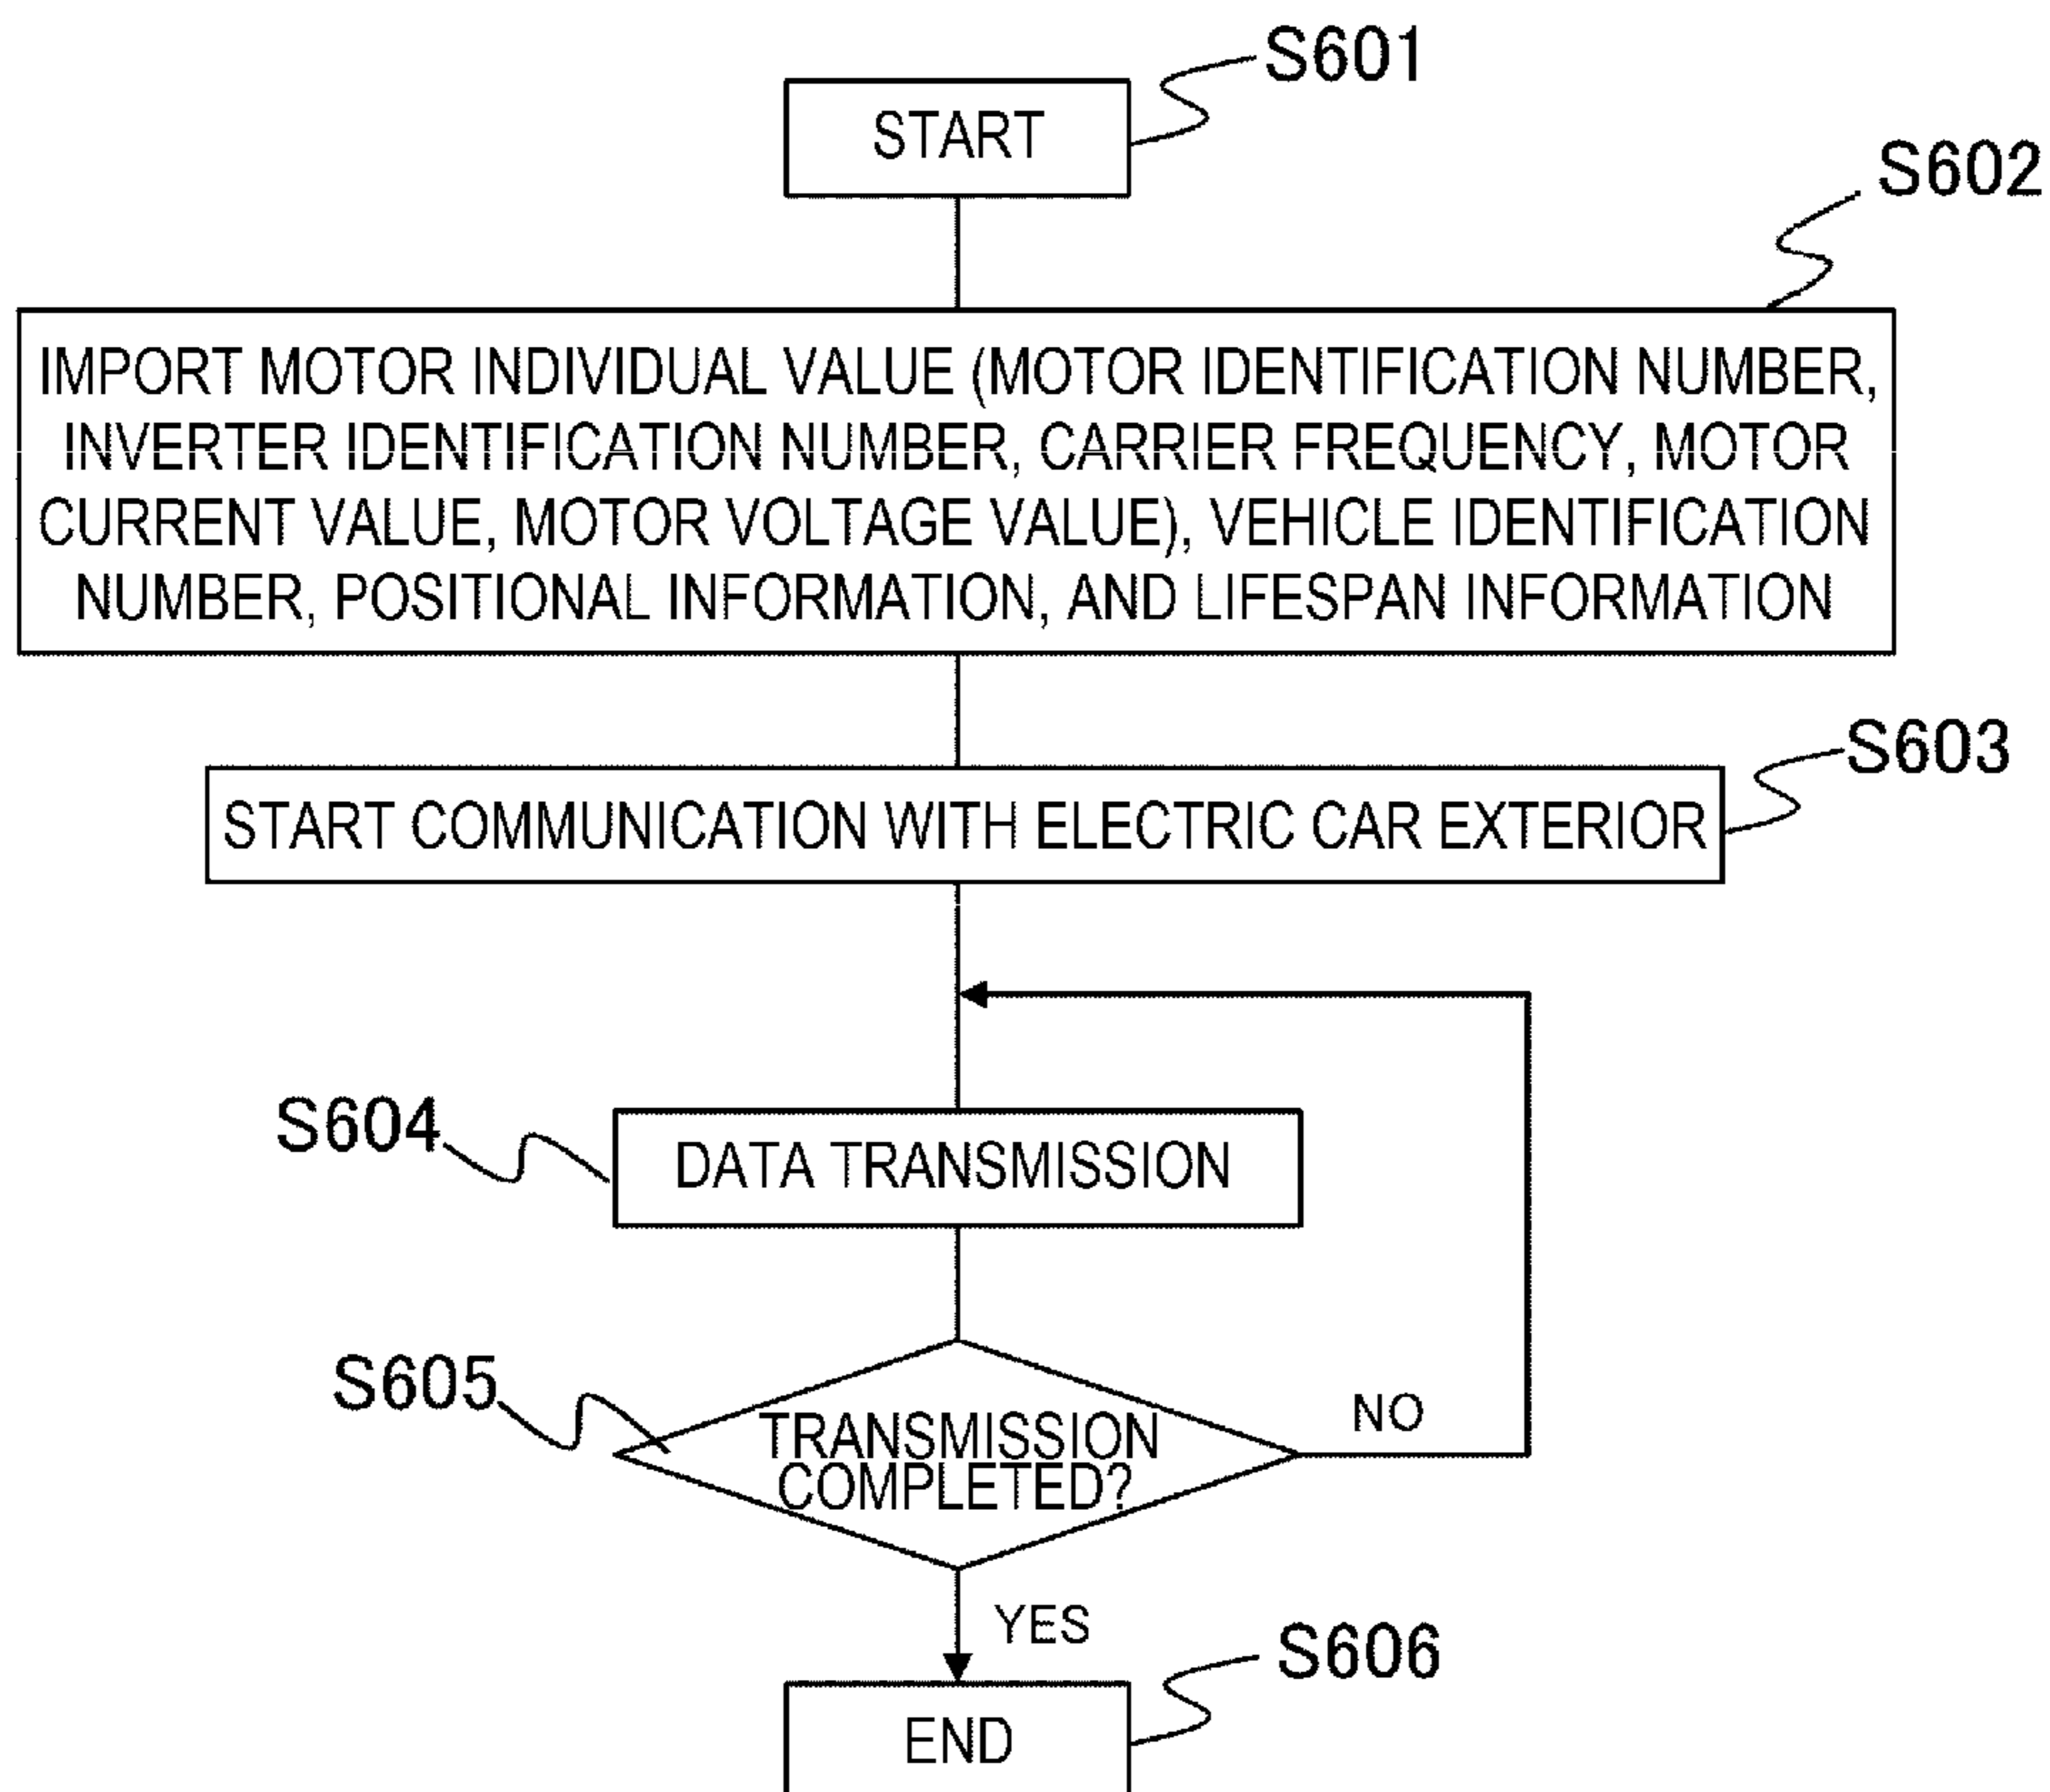 S601
START
S602
IMPORT MOTOR INDIVIDUAL VALUE (MOTOR IDENTIFICATION NUMBER,
INVERTER IDENTIFICATION NUMBER, CARRIER FREQUENCY, MOTOR
CURRENT VALUE, MOTOR VOLTAGE VALUE), VEHICLE IDENTIFICATION
NUMBER, POSITIONAL INFORMATION, AND LIFESPAN INFORMATION
S603
START COMMUNICATION WITH ELECTRIC CAR EXTERIOR
S604
DATA TRANSMISSION
S605
TRANSMISSION
COMPLETED?
NO
YES
S606
END